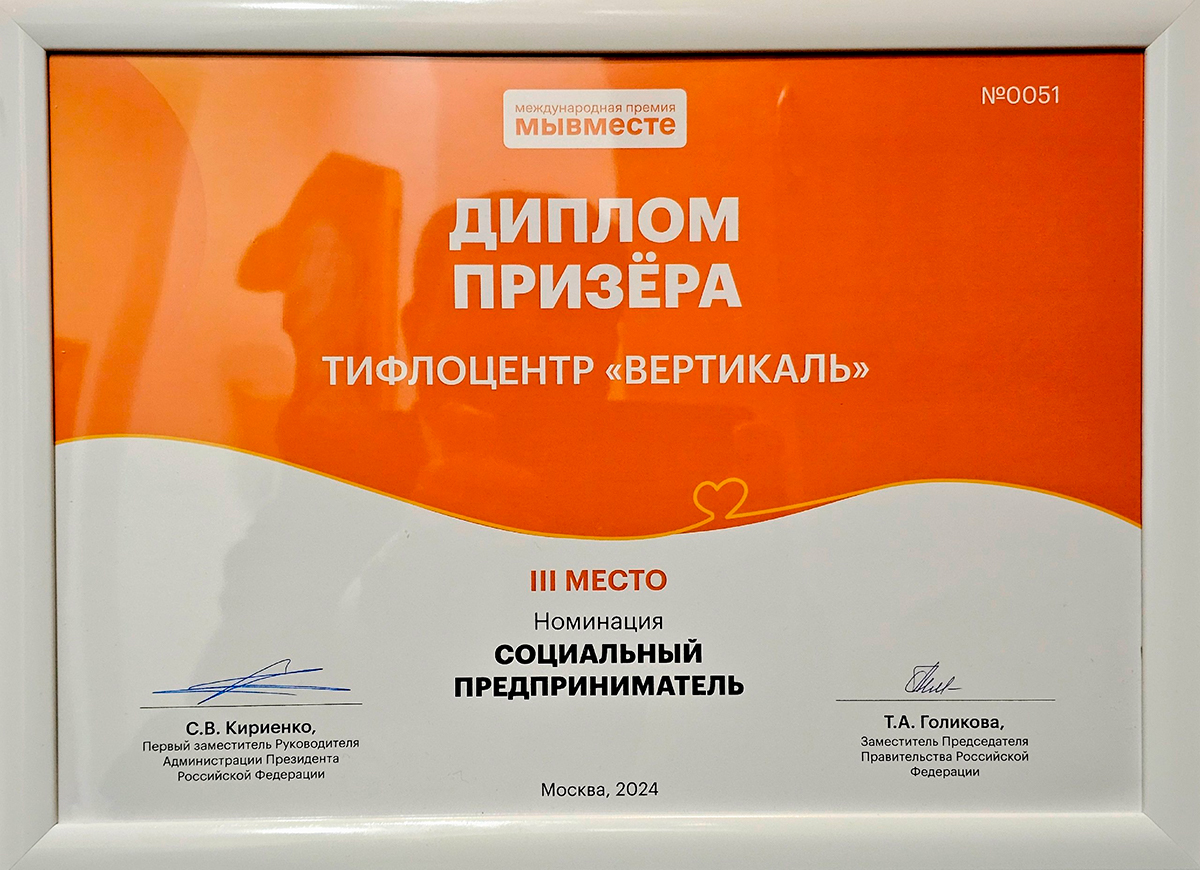 международная премия
мывместе
№0051
ДИПЛОМ
ПРИЗЁРА
ТИФЛОЦЕНТР «ВЕРТИКАЛЬ»
III МЕСТО
Номинация
СОЦИАЛЬНЫЙ
ПРЕДПРИНИМАТЕЛЬ
С.В. Кириенко,
Первый заместитель Руководителя
Администрации Президента
Российской Федерации
Т.А. Голикова,
Заместитель Председателя
Правительства Российской
Федерации
Москва, 2024